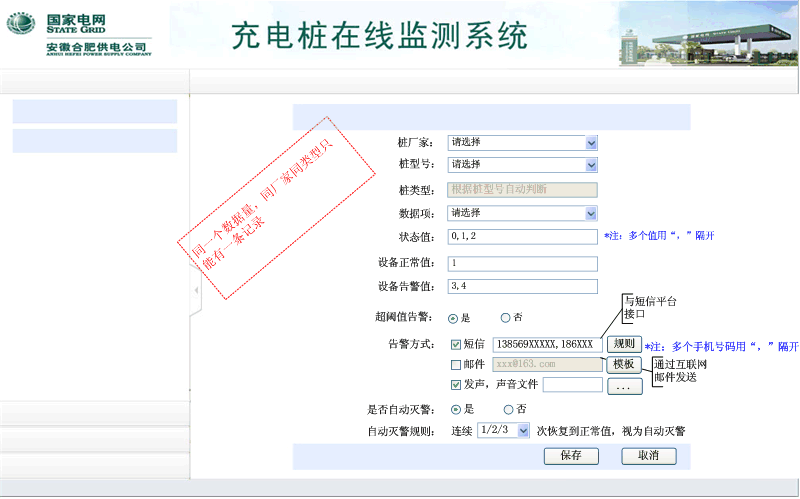 国家电网
STATE GRID
安徽合肥供电公司
ANHUI HEFEI POWER SUPPLY COMPANY
充电桩在线监测系统
同一个数据量，同厂家同类型只
能有一条记录
桩厂家： 请选择
桩型号： 请选择
桩类型： 根据桩型号自动判断
数据项： 请选择
状态值： 0,1,2 *注：多个值用“，”隔开
设备正常值： 1
设备告警值： 3,4
与短信平台
接口
超阈值告警： 是 否
告警方式： 短信 138569XXXXX,186XXX 规则 *注：多个手机号码用“，”隔开
邮件 xxx@163.com 模板 通过互联网
邮件发送
发声，声音文件 ...
是否自动灭警： 是 否
自动灭警规则： 连续 1/2/3 次恢复到正常值，视为自动灭警
保存 取消